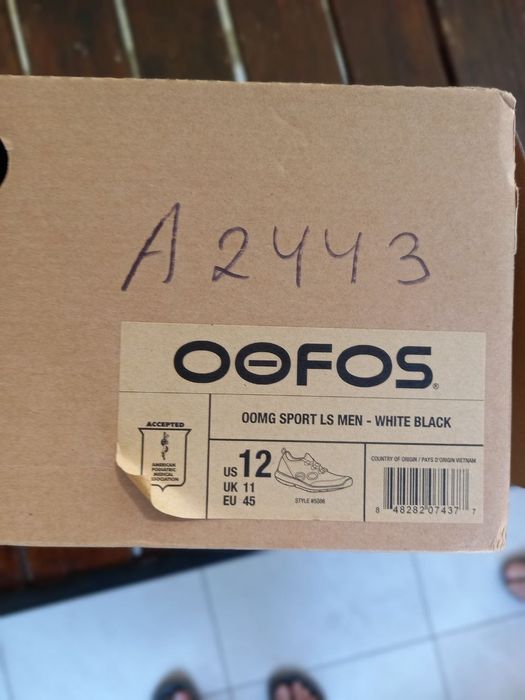 A2443
OOFOS®
OOMG SPORT LS MEN - WHITE BLACK
ACCEPTED
AMERICAN
PODIATRIC
MEDICAL
ASSOCIATION
US 12
UK 11
EU 45
STYLE #5086
COUNTRY OF ORIGIN / PAYS D'ORIGIN VIETNAM
8 48282 07437 7